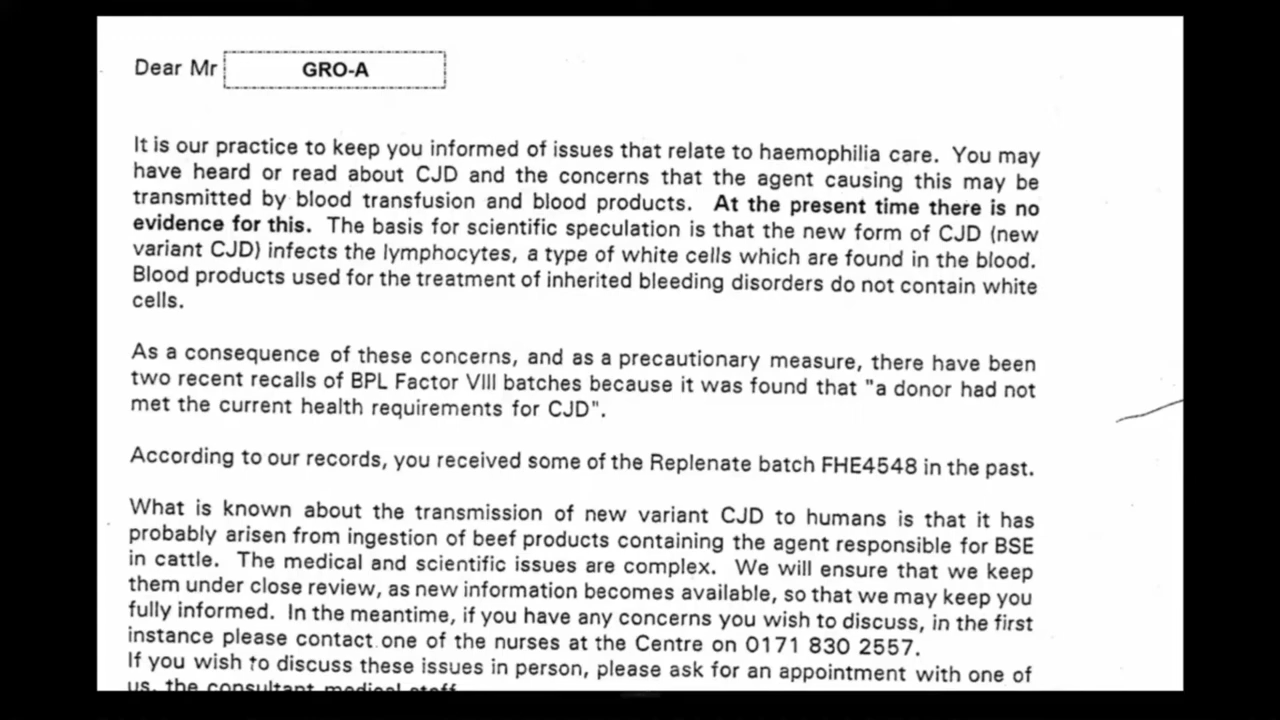 Dear Mr GRO-A
It is our practice to keep you informed of issues that relate to haemophilia care. You may
have heard or read about CJD and the concerns that the agent causing this may be
transmitted by blood transfusion and blood products. At the present time there is no
evidence for this. The basis for scientific speculation is that the new form of CJD (new
variant CJD) infects the lymphocytes, a type of white cells which are found in the blood.
Blood products used for the treatment of inherited bleeding disorders do not contain white
cells.
As a consequence of these concerns, and as a precautionary measure, there have been
two recent recalls of BPL Factor VIII batches because it was found that "a donor had not
met the current health requirements for CJD".
According to our records, you received some of the Replenate batch FHE4548 in the past.
What is known about the transmission of new variant CJD to humans is that it has
probably arisen from ingestion of beef products containing the agent responsible for BSE
in cattle. The medical and scientific issues are complex. We will ensure that we keep
them under close review, as new information becomes available, so that we may keep you
fully informed. In the meantime, if you have any concerns you wish to discuss, in the first
instance please contact one of the nurses at the Centre on 0171 830 2557.
If you wish to discuss these issues in person, please ask for an appointment with one of
us, the consultant medical staff